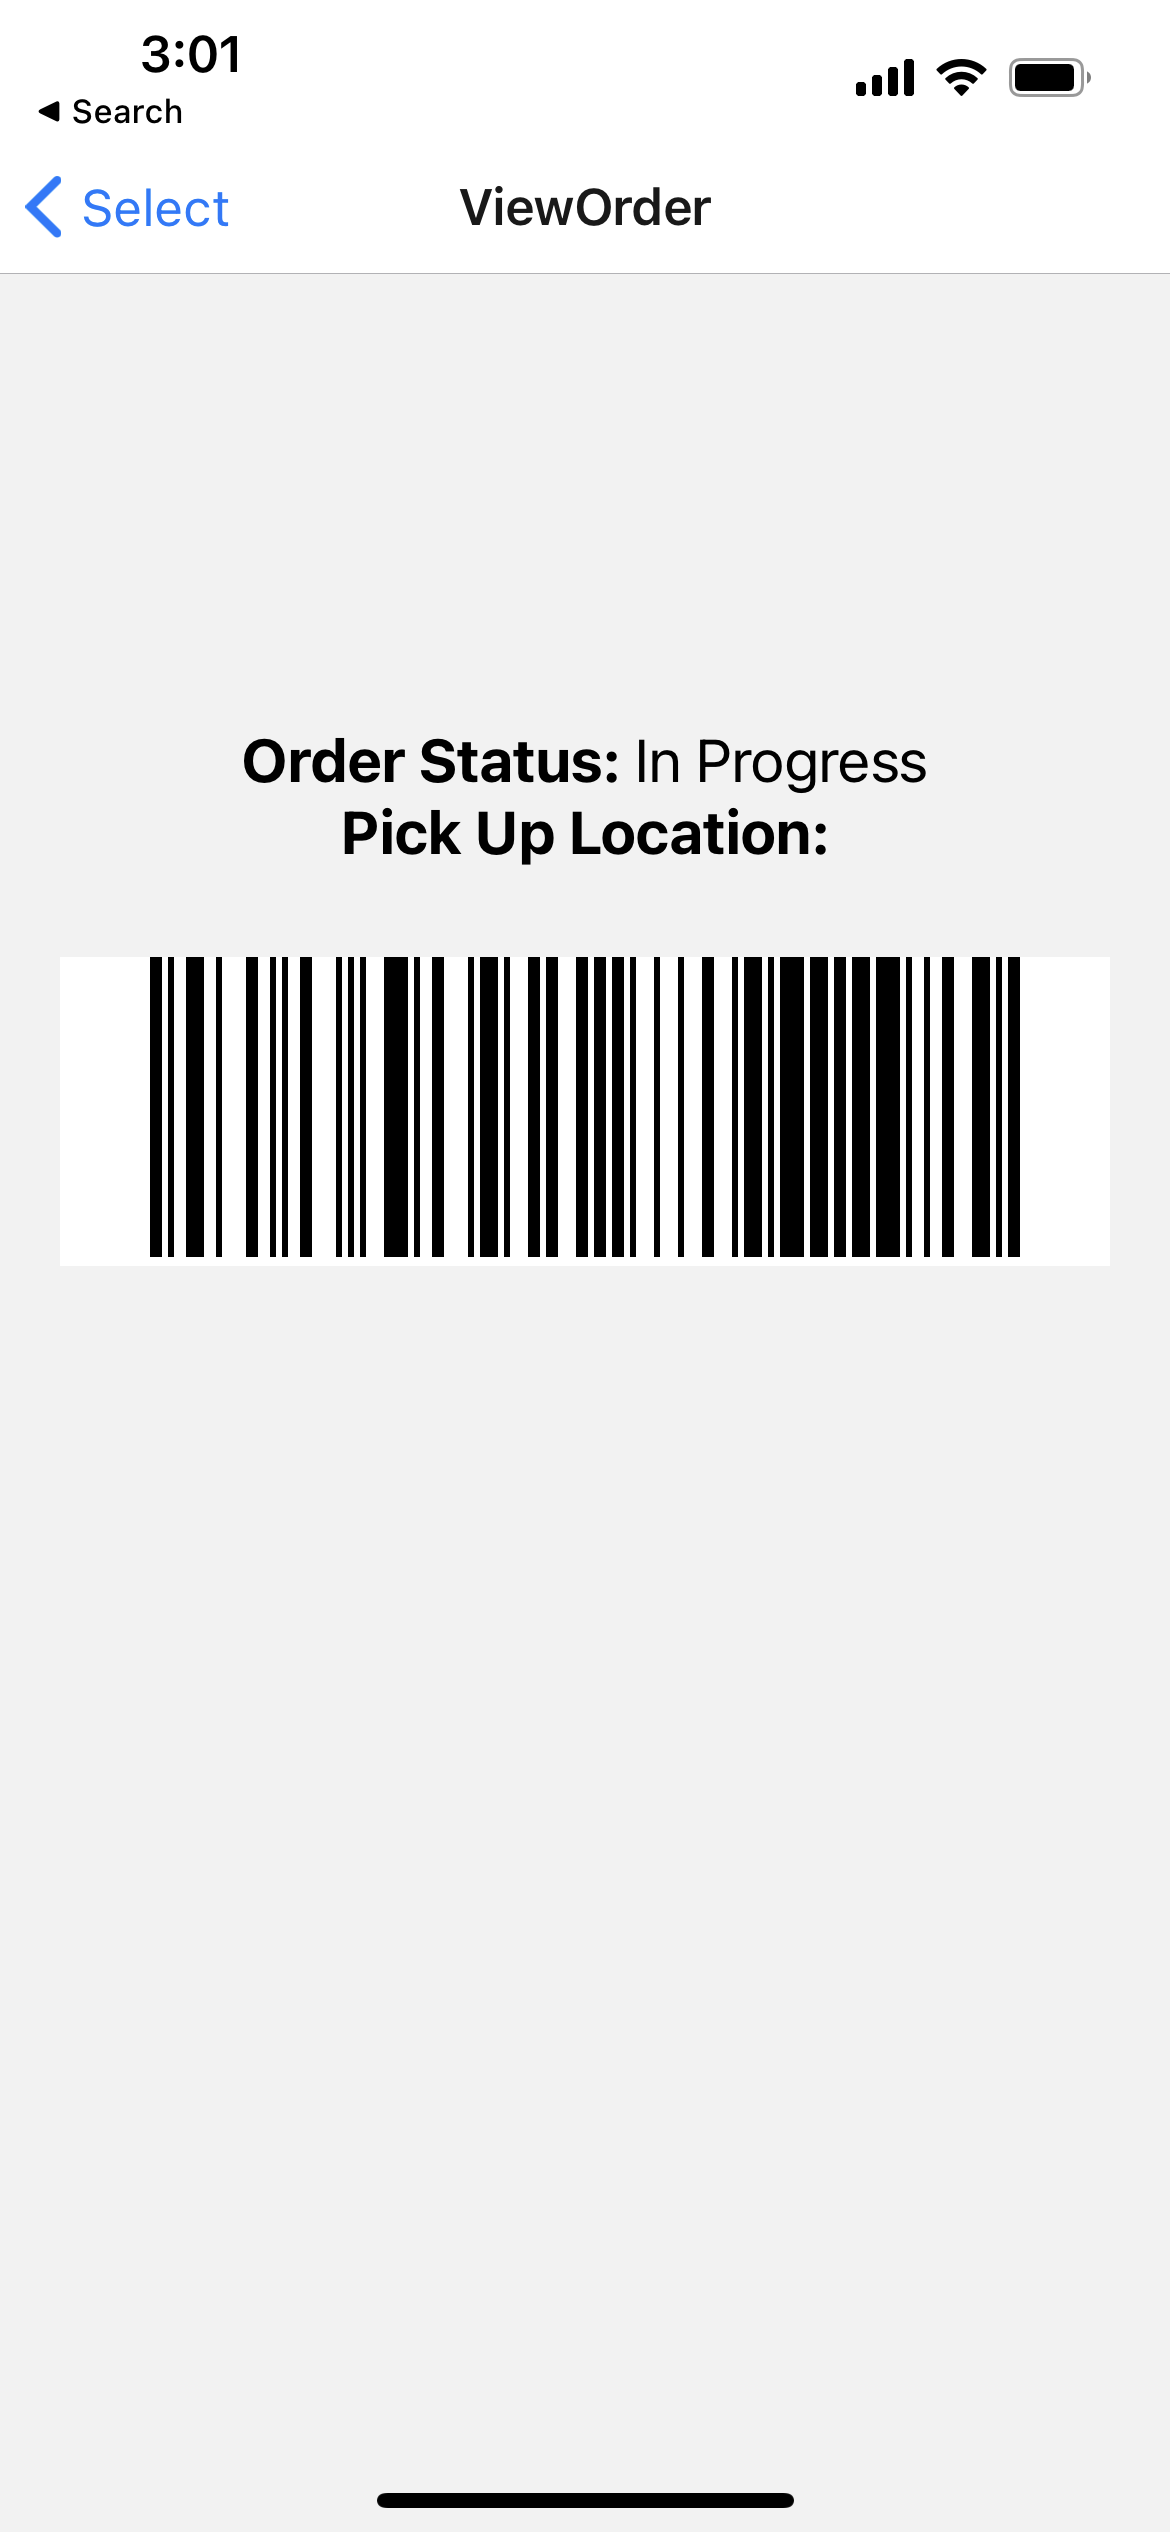 3:01
Search
Select
ViewOrder
Order Status: In Progress
Pick Up Location: